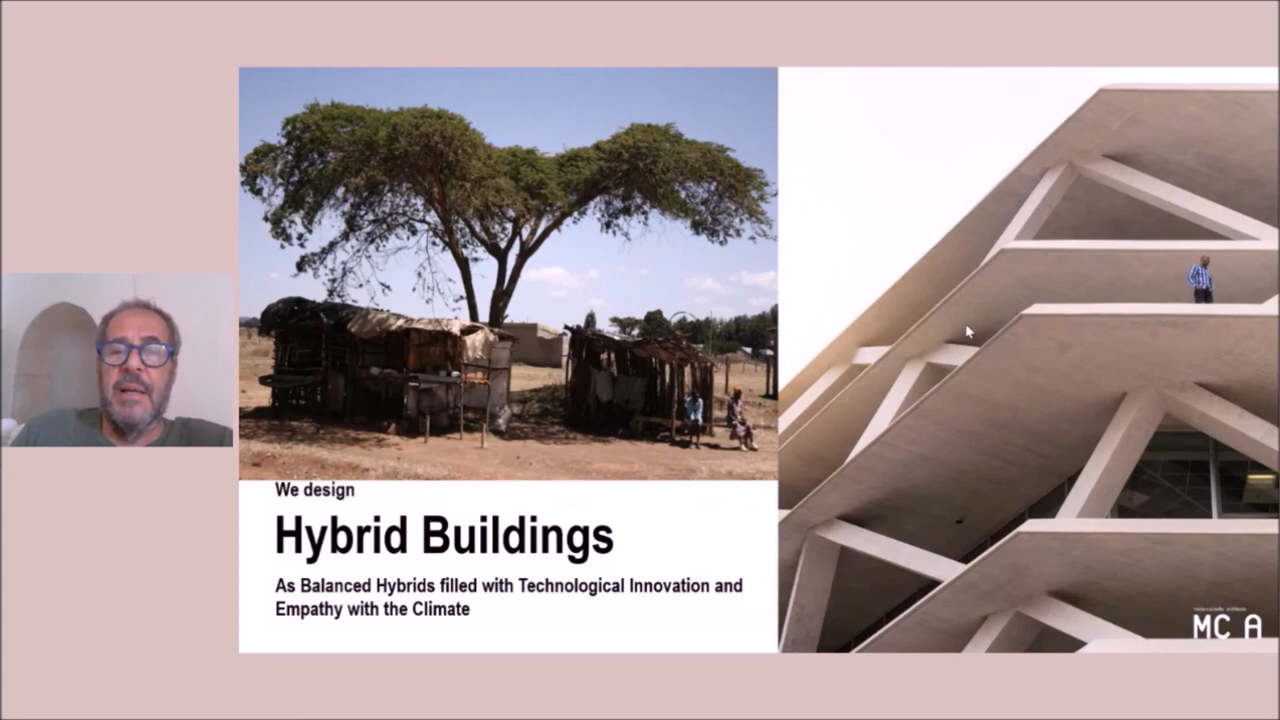 We design
Hybrid Buildings
As Balanced Hybrids filled with Technological Innovation and
Empathy with the Climate
MC A